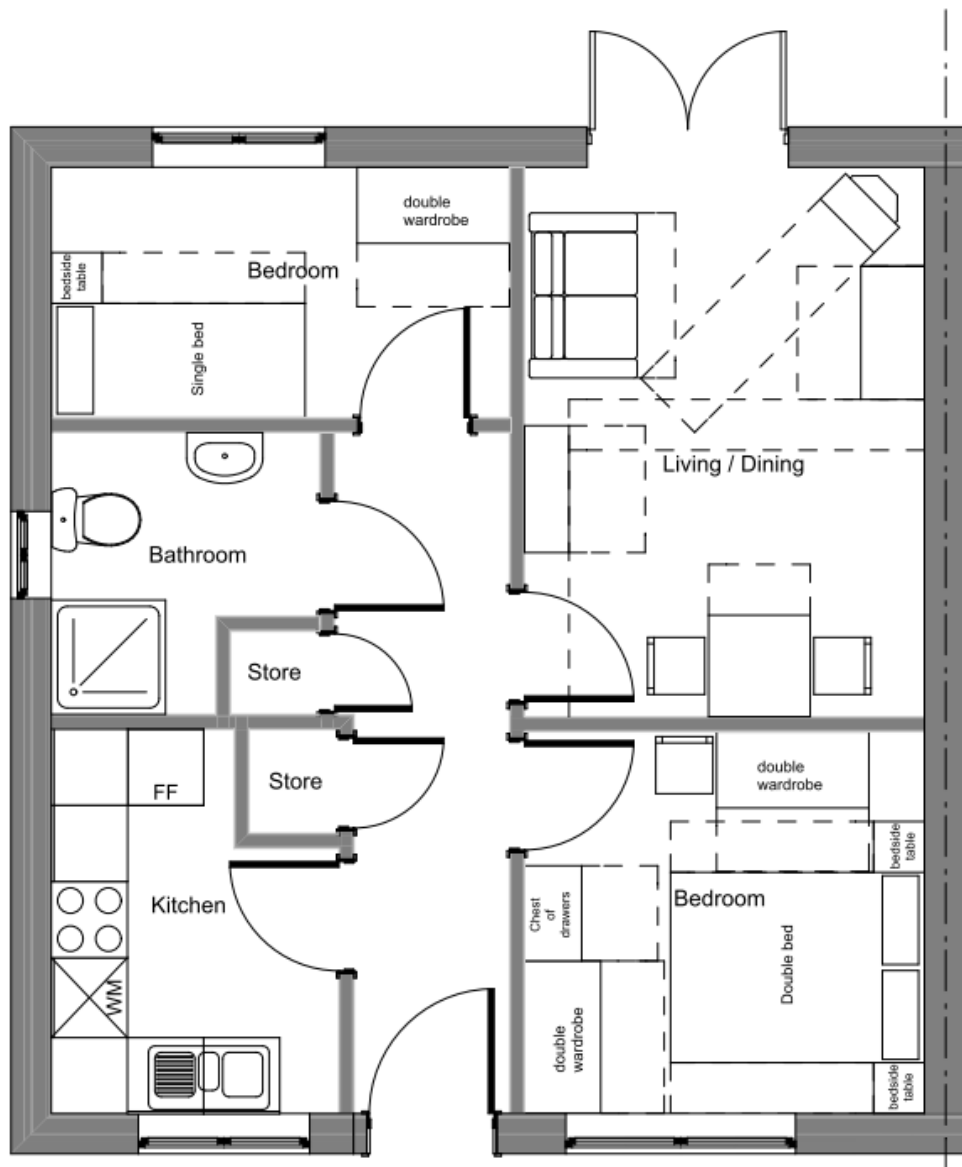 double
wardrobe
Bedroom
bedside
table
Single bed
Living / Dining
Bathroom
Store
Store
FF
double
wardrobe
bedside
table
Kitchen
Chest
of
drawers
Bedroom
Double bed
WM
double
wardrobe
bedside
table